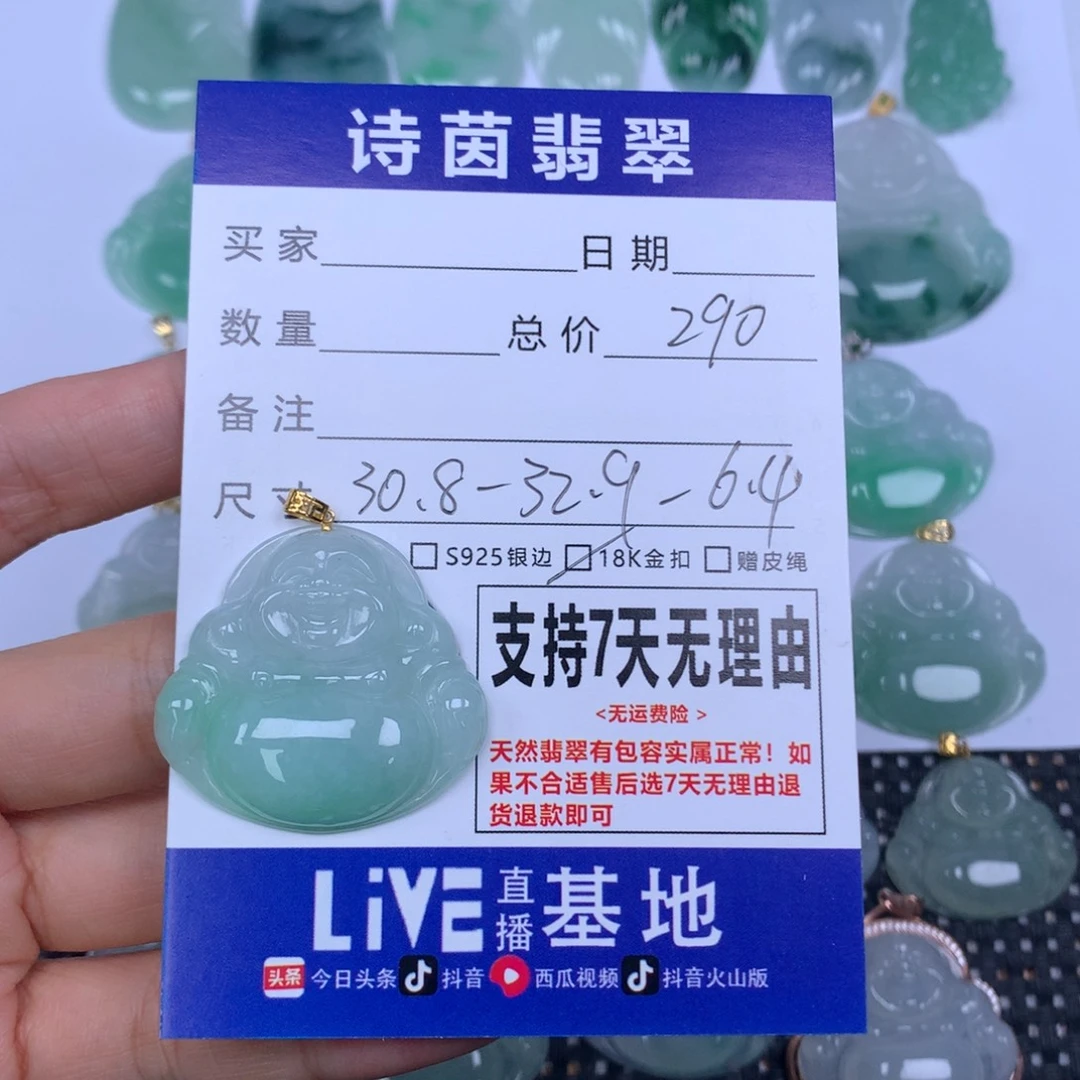 诗茵翡翠
买家 日期
数量 总价 290
备注
尺寸 30.8-32.9-6.4
S925银边 18K金扣 赠皮绳
支持7天无理由
<无运费险>
天然翡翠有包容实属正常！如
果不合适售后选7天无理由退
货退款即可
LiVE直播基地
头条 今日头条 抖音 西瓜视频 抖音火山版